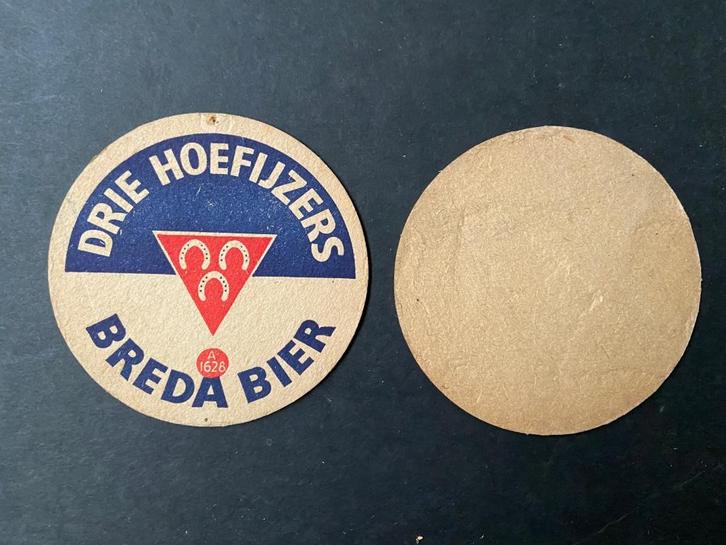 DRIE HOEFIJZERS
A
1628
BREDA BIER